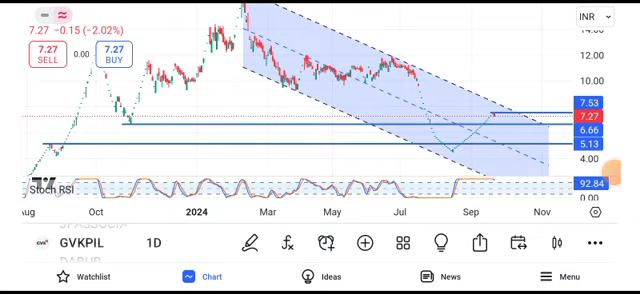 7.27 −0.15 (−2.02%)
INR
7.27 SELL
0.00
7.27 BUY
14.00
12.00
10.00
7.53
7.27
6.66
5.13
4.00
Stoch RSI
92.84
0.00
Aug Oct 2024 Mar May Jul Sep Nov
GVKPIL 1D
Watchlist Chart Ideas News Menu